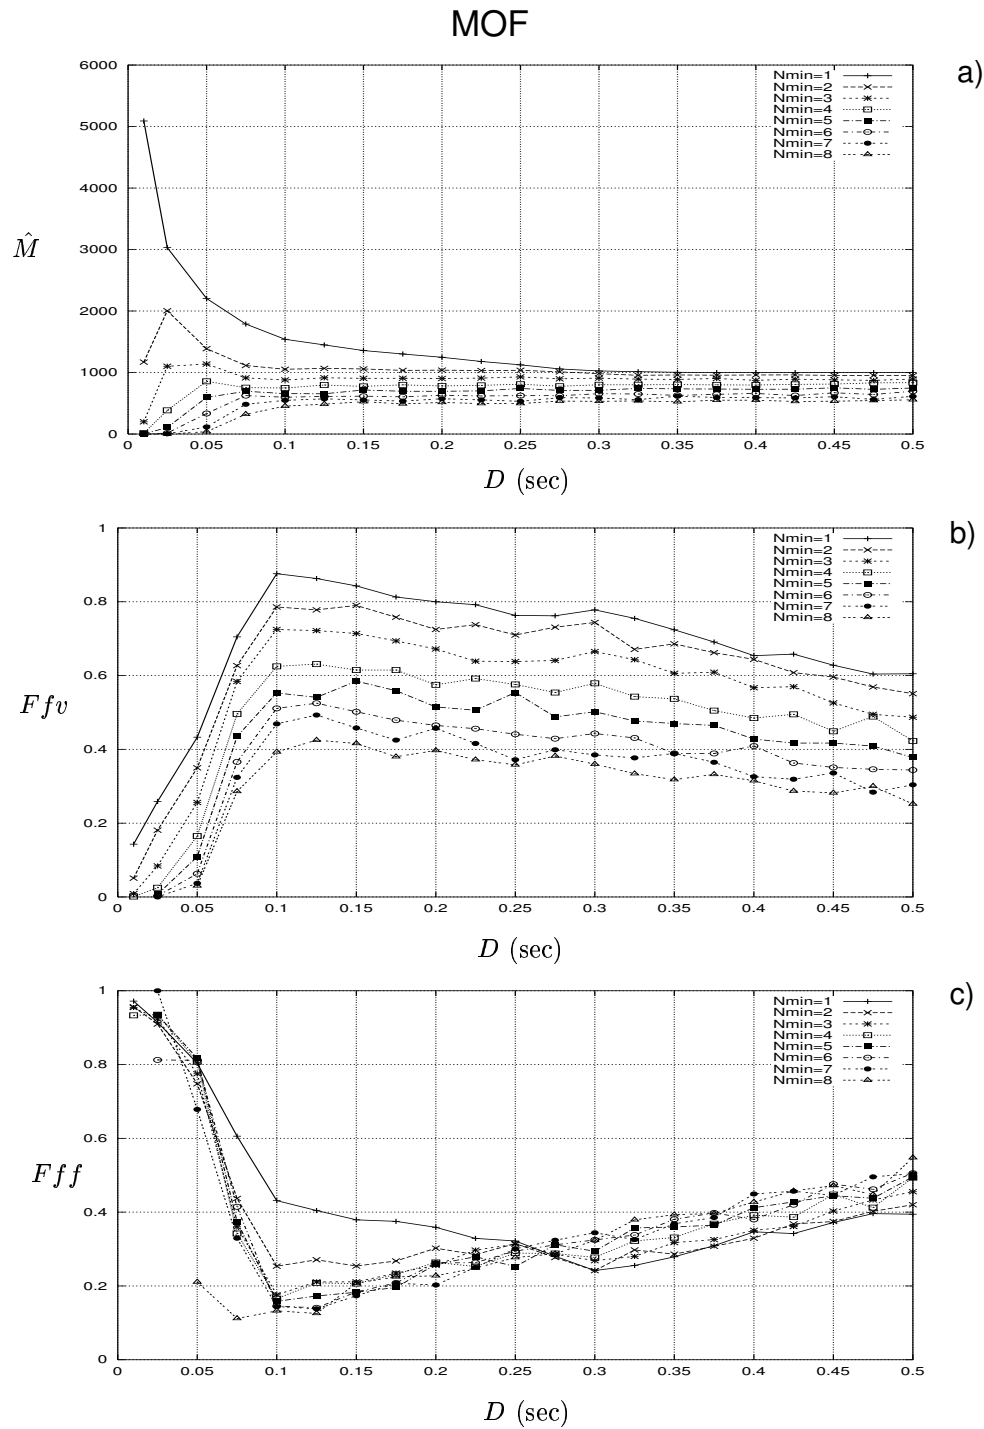 MOF
a)
6000
5000
4000
3000
2000
1000
0
M̂
Nmin=1
Nmin=2
Nmin=3
Nmin=4
Nmin=5
Nmin=6
Nmin=7
Nmin=8
0 0.05 0.1 0.15 0.2 0.25 0.3 0.35 0.4 0.45 0.5
D (sec)
b)
1
0.8
0.6
0.4
0.2
0
Ffv
Nmin=1
Nmin=2
Nmin=3
Nmin=4
Nmin=5
Nmin=6
Nmin=7
Nmin=8
0 0.05 0.1 0.15 0.2 0.25 0.3 0.35 0.4 0.45 0.5
D (sec)
c)
1
0.8
0.6
0.4
0.2
0
Fff
Nmin=1
Nmin=2
Nmin=3
Nmin=4
Nmin=5
Nmin=6
Nmin=7
Nmin=8
0 0.05 0.1 0.15 0.2 0.25 0.3 0.35 0.4 0.45 0.5
D (sec)